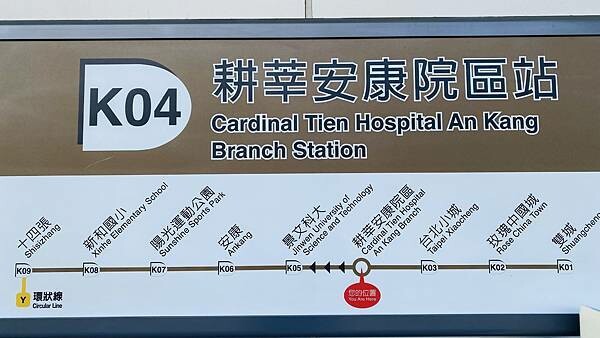 K04
耕莘安康院區站
Cardinal Tien Hospital An Kang
Branch Station
十四張
Shisizhang
新和國小
Xinhe Elementary School
陽光運動公園
Sunshine Sports Park
安康
Ankang
景文科大
Jinwen University of
Science and Technology
耕莘安康院區
Cardinal Tien Hospital
An Kang Branch
台北小城
Taipei Xiaocheng
玫瑰中國城
Rose China Town
雙城
Shuangcheng
K09
K08
K07
K06
K05
K03
K02
K01
Y
環狀線
Circular Line
您的位置
You Are Here